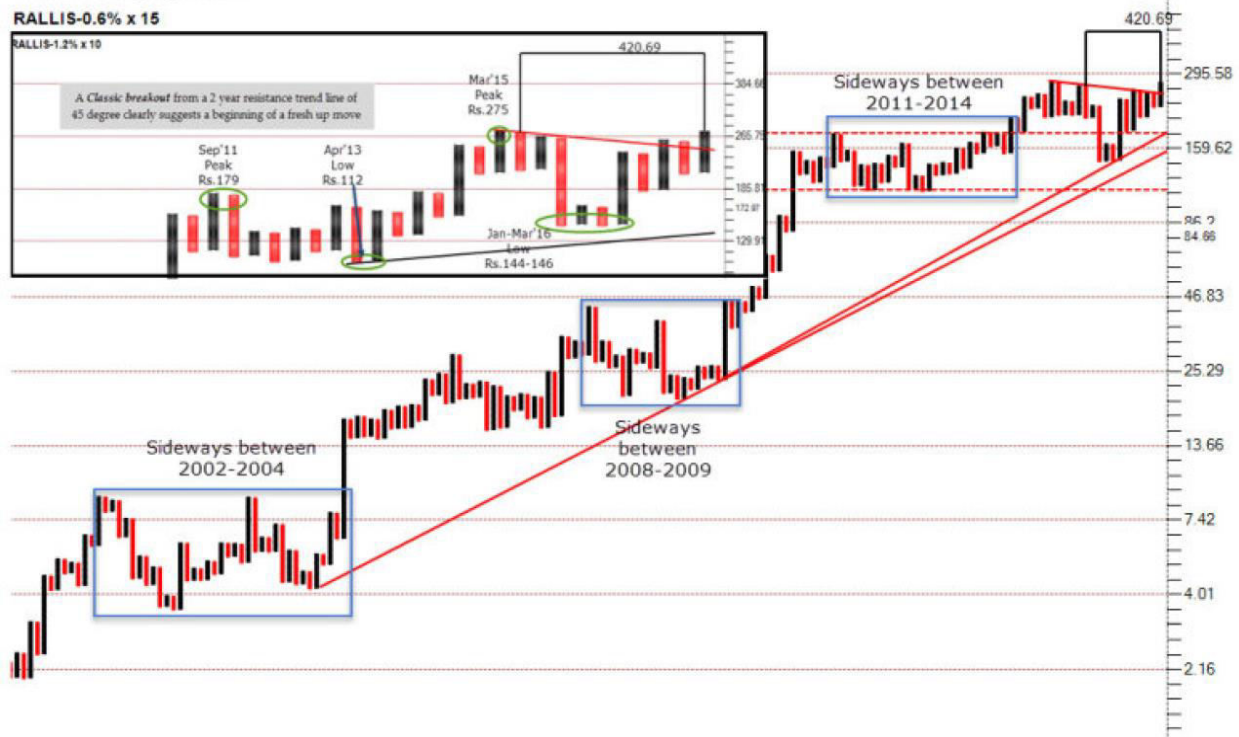 RALLIS-0.6% x 15
RALLIS-1.2% x 10
420.69
A Classic breakout from a 2 year resistance trend line of
45 degree clearly suggests a beginning of a fresh up move
Mar'15
Peak
Rs.275
Sep'11
Peak
Rs.179
Apr'13
Low
Rs.112
Jan-Mar'16
Low
Rs.144-146
384.66
265.79
185.81
172.97
129.91
420.69
Sideways between
2011-2014
Sideways
between
2008-2009
Sideways between
2002-2004
295.58
159.62
86.2
84.66
46.83
25.29
13.66
7.42
4.01
2.16